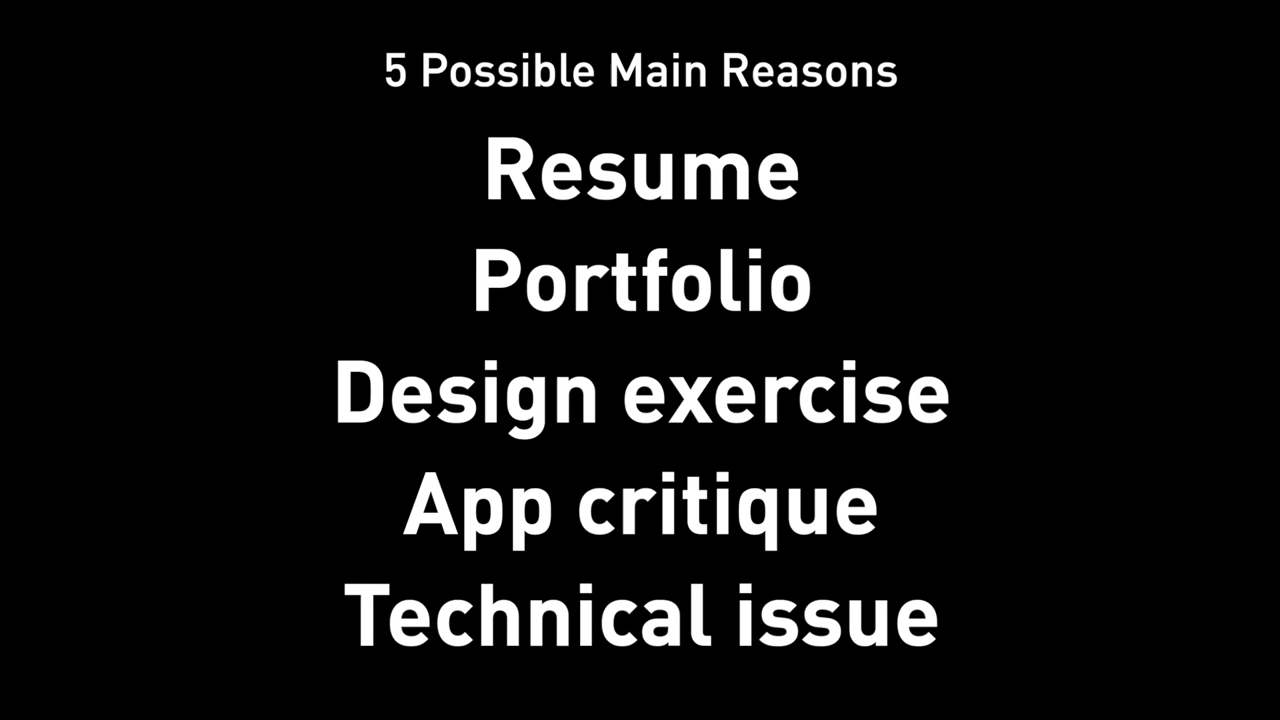 5 Possible Main Reasons
Resume
Portfolio
Design exercise
App critique
Technical issue